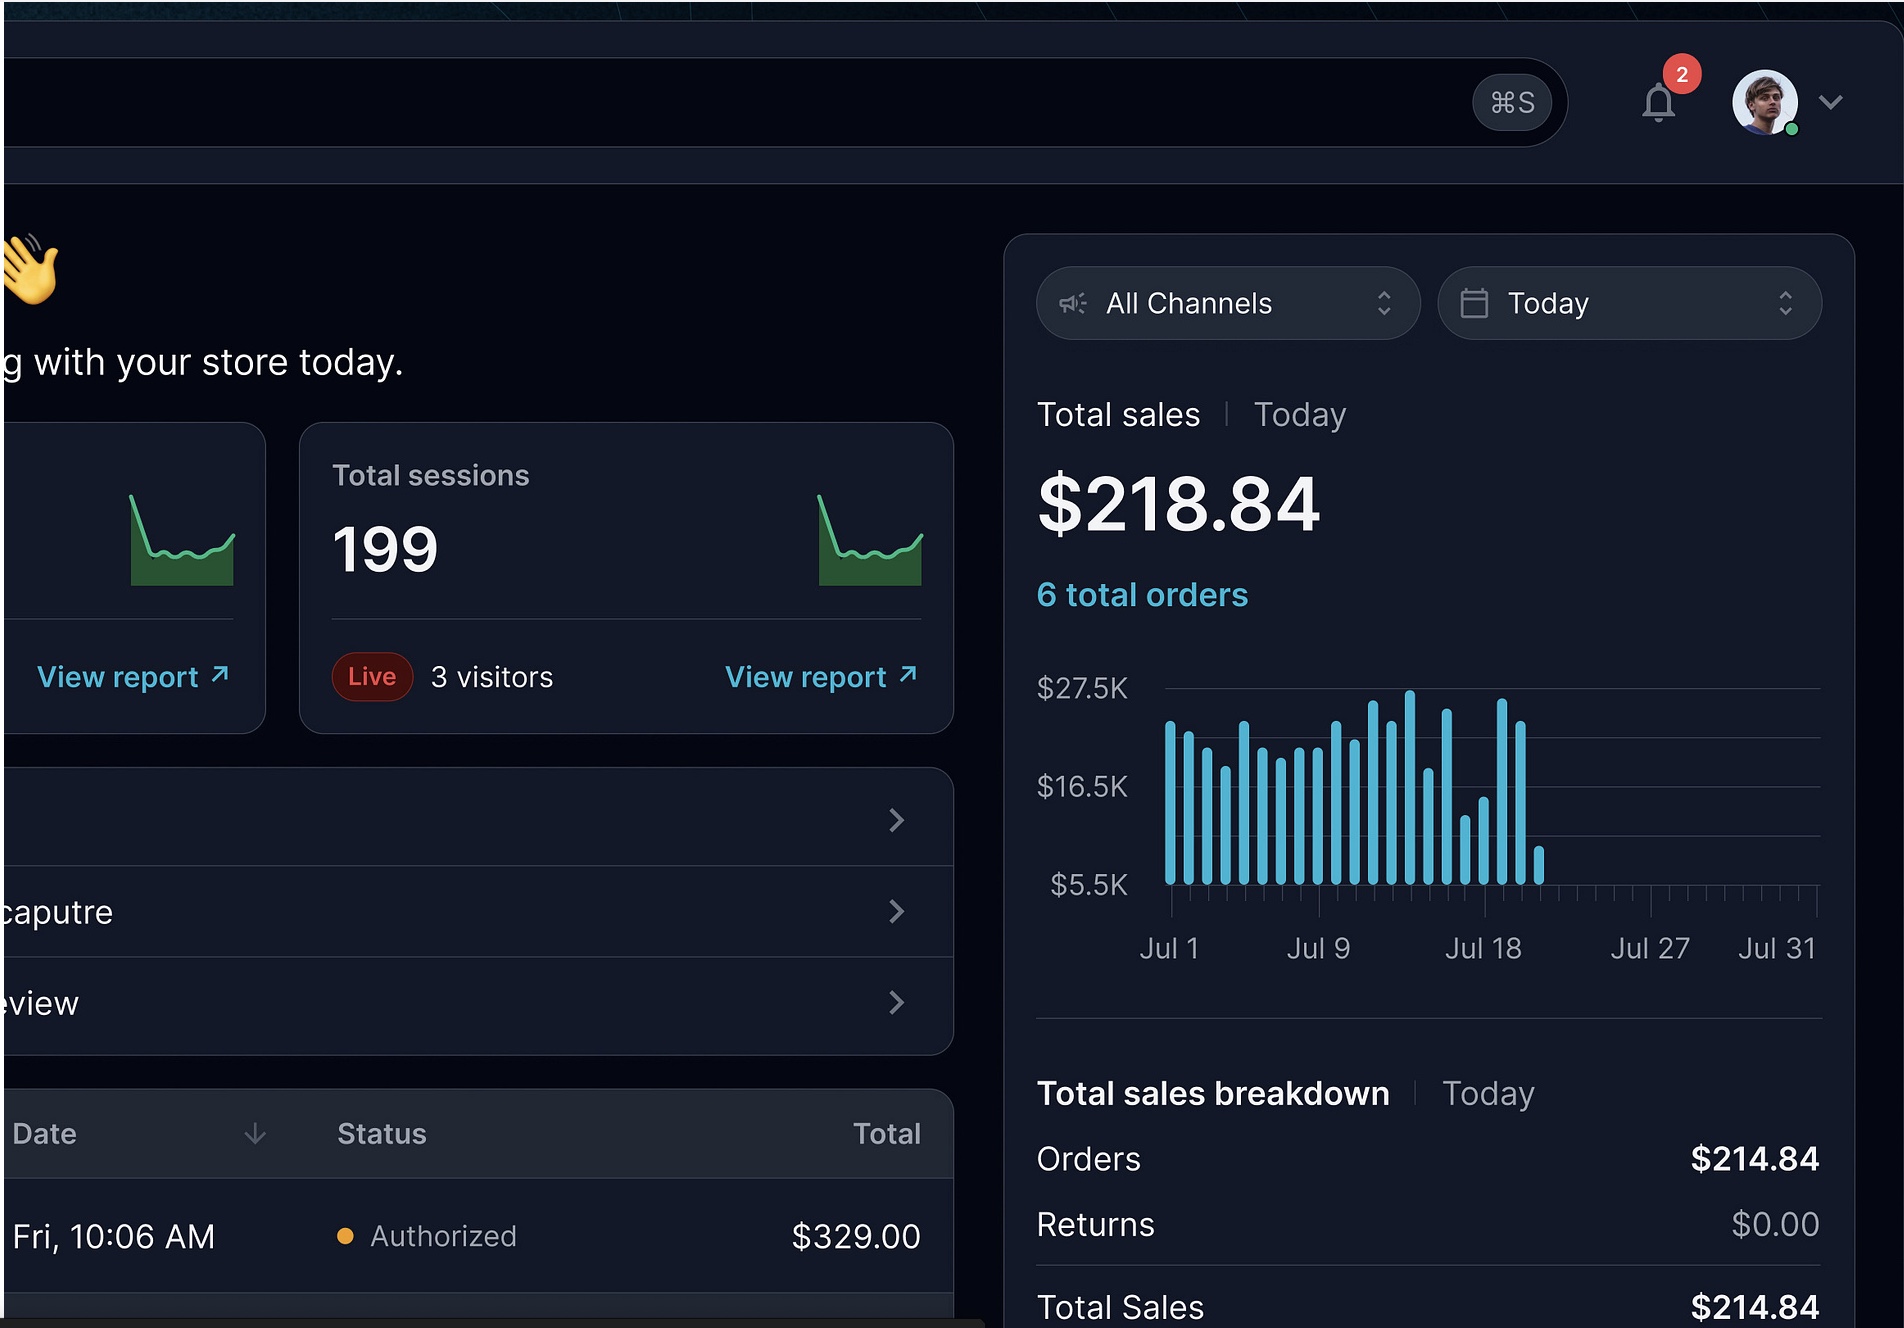 ⌘S
2
g with your store today.
View report
Total sessions
199
Live 3 visitors
View report
caputre
eview
Date Status Total
Fri, 10:06 AM Authorized $329.00
All Channels
Today
Total sales Today
$218.84
6 total orders
$27.5K
$16.5K
$5.5K
Jul 1 Jul 9 Jul 18 Jul 27 Jul 31
Total sales breakdown Today
Orders $214.84
Returns $0.00
Total Sales $214.84